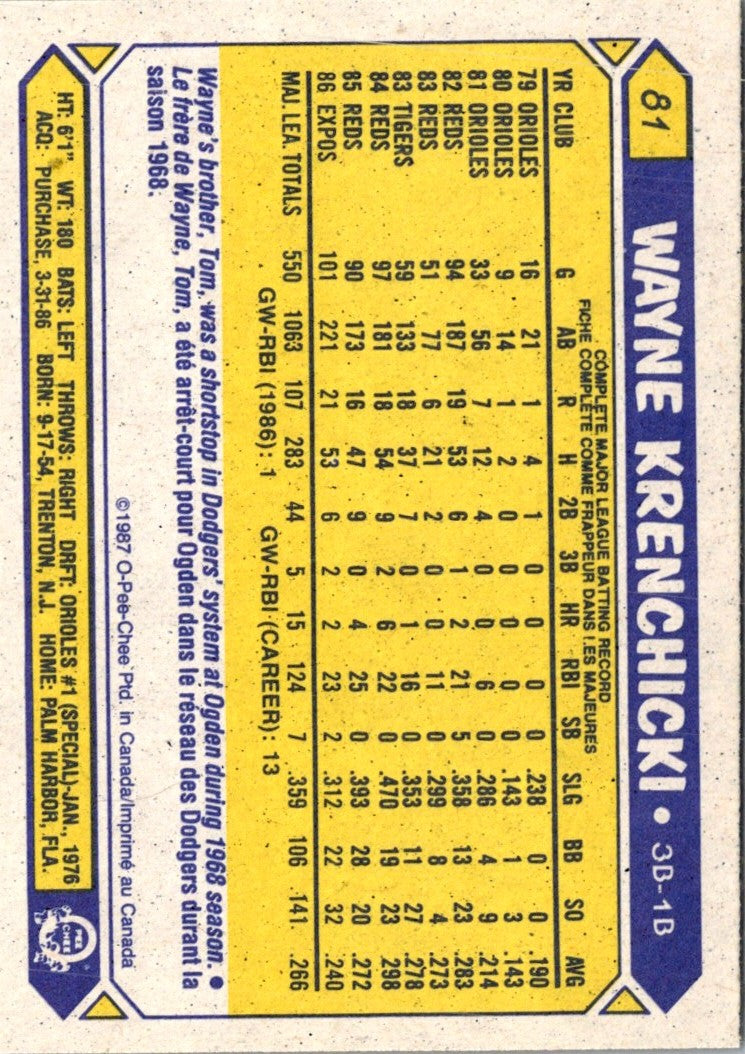 81 WAYNE KRENCHICKI • 3B-1B
COMPLETE MAJOR LEAGUE BATTING RECORD
FICHE COMPLÈTE COMME FRAPPEUR DANS LES MAJEURES
YR CLUB G AB R H 2B 3B HR RBI SB SLG BB SO AVG
79 ORIOLES 16 21 1 4 1 0 0 0 0 .238 0 0 .190
80 ORIOLES 9 14 1 2 0 0 0 0 0 .143 1 3 .143
81 ORIOLES 33 56 7 12 4 0 0 6 0 .286 4 9 .214
82 REDS 94 187 19 53 6 1 2 21 5 .358 13 23 .283
83 REDS 51 77 6 21 2 0 0 11 0 .299 8 4 .273
83 TIGERS 59 133 18 37 7 0 1 16 0 .353 11 27 .278
84 REDS 97 181 18 54 9 2 6 22 0 .470 19 23 .298
85 REDS 90 173 16 47 9 0 4 25 0 .393 28 20 .272
86 EXPOS 101 221 21 53 6 2 2 23 2 .312 22 32 .240
MAJ. LEA. TOTALS 550 1063 107 283 44 5 15 124 7 .359 106 141 .266
GW-RBI (1986): 1 GW-RBI (CAREER): 13
Wayne's brother, Tom, was a shortstop in Dodgers' system at Ogden during 1968 season. •
Le frère de Wayne, Tom, a été arrêt-court pour Ogden dans le réseau des Dodgers durant la
saison 1968.
©1987 O-Pee-Chee Ptd. in Canada/Imprimé au Canada
HT: 6'1" WT: 180 BATS: LEFT THROWS: RIGHT DRFT: ORIOLES #1 (SPECIAL)-JAN., 1976
ACQ: PURCHASE, 3-31-86 BORN: 9-17-54, TRENTON, N.J. HOME: PALM HARBOR, FLA.
O
PEE
CHEE